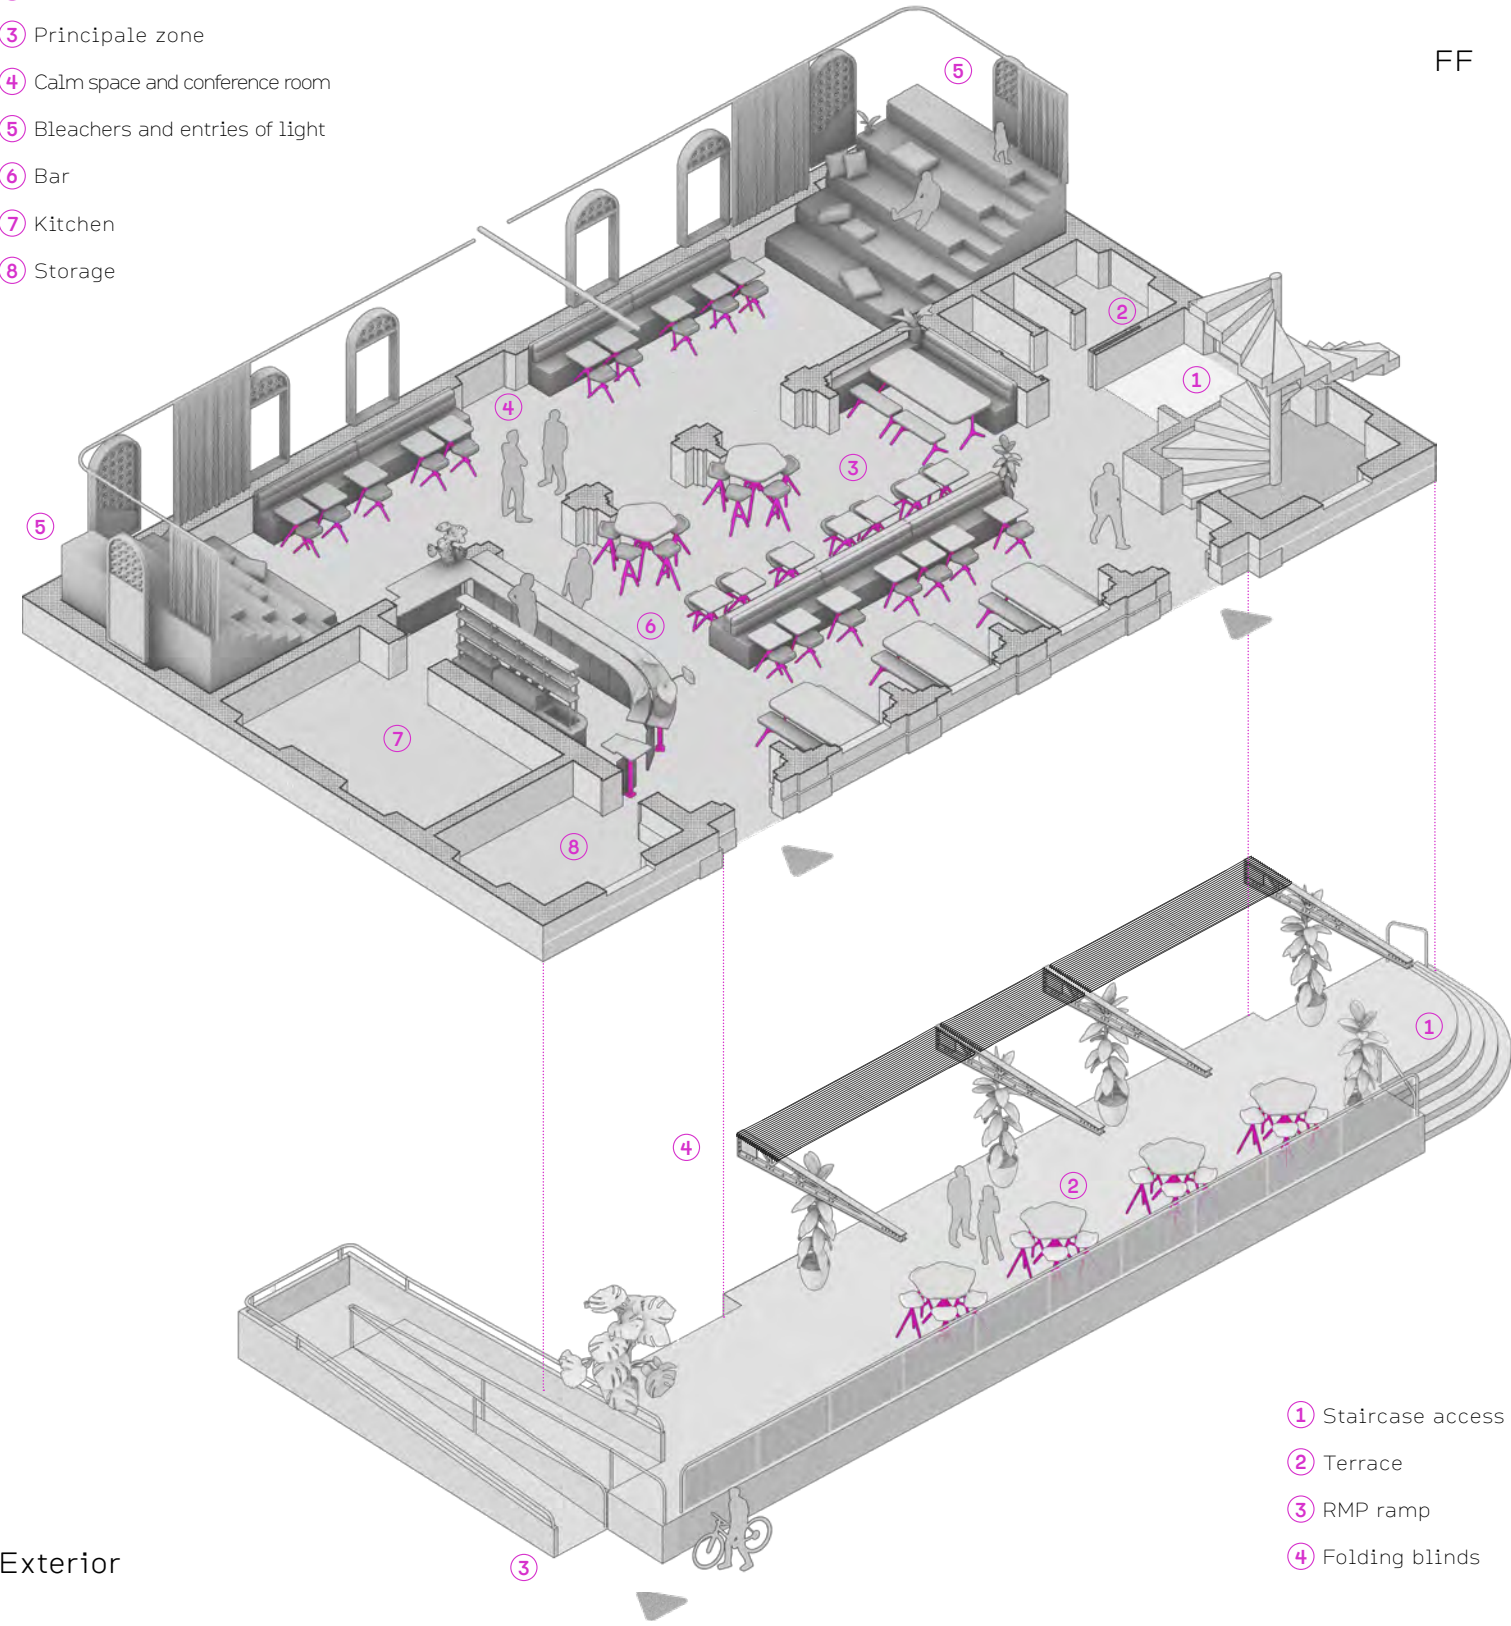 ③ Principale zone
④ Calm space and conference room
⑤ Bleachers and entries of light
⑥ Bar
⑦ Kitchen
⑧ Storage
FF
⑤
②
①
④
③
⑤
⑥
⑦
⑧
①
④
②
① Staircase access
② Terrace
③ RMP ramp
④ Folding blinds
Exterior
③